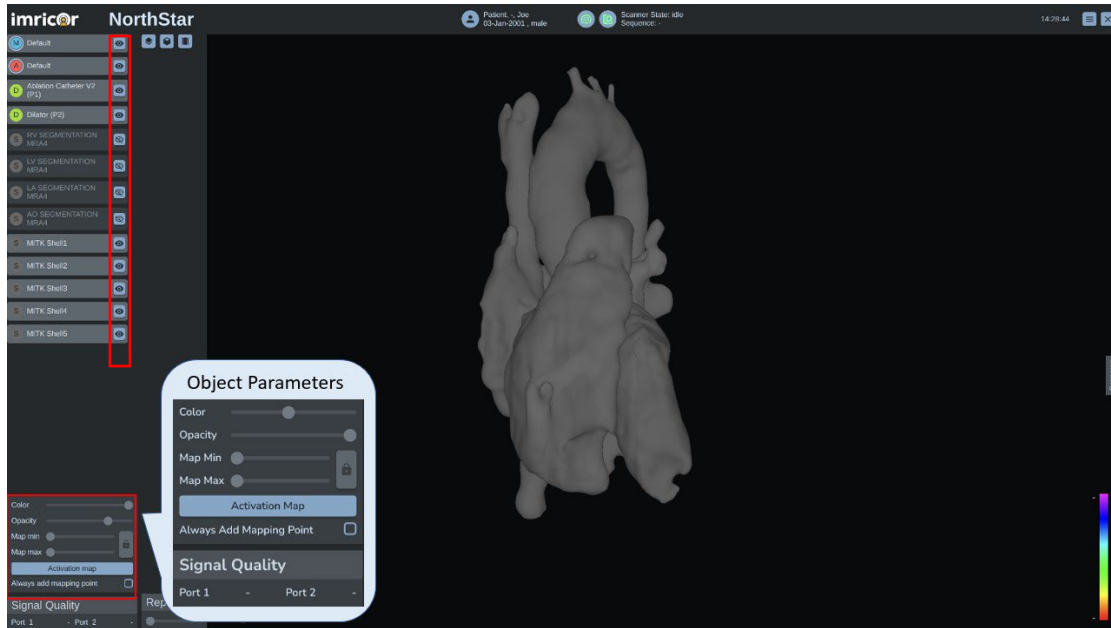 imricor NorthStar
Patient, -, Joe
03-Jan-2001 , male
Scanner State: Idle
Sequence: -
14:28:44
M Default
A Default
D Ablation Catheter V2
(P1)
D Dilator (P2)
S RV SEGMENTATION
MRA4
S LV SEGMENTATION
MRA4
S LA SEGMENTATION
MRA4
S AO SEGMENTATION
MRA4
S MITK Shell1
S MITK Shell2
S MITK Shell3
S MITK Shell4
S MITK Shell5
Object Parameters
Color
Opacity
Map Min
Map Max
Activation Map
Always Add Mapping Point
Signal Quality
Port 1 - Port 2 -
Color
Opacity
Map min
Map max
Activation map
Always add mapping point
Signal Quality
Port 1 - Port 2 -